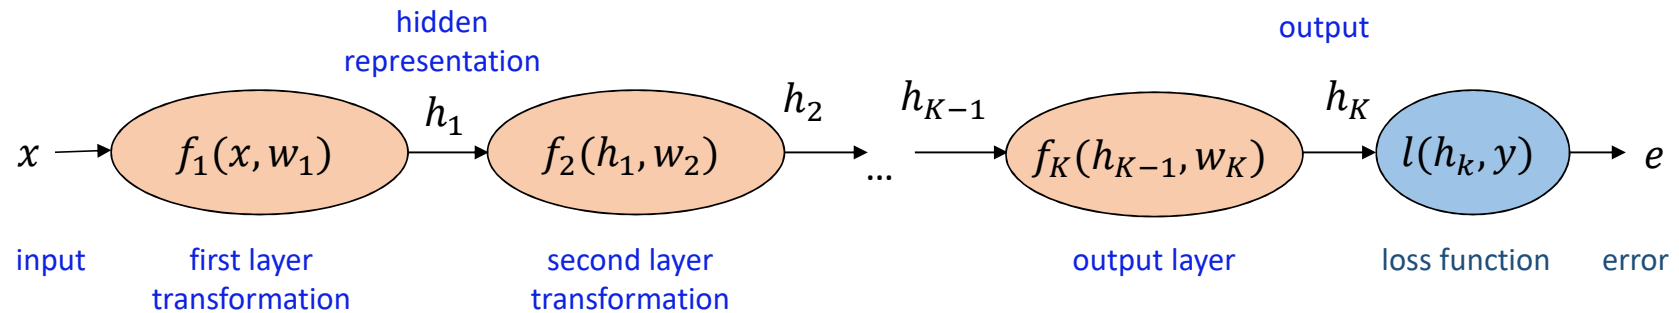 hidden
representation
output
x
f₁(x, w₁)
h₁
f₂(h₁, w₂)
h₂
...
h_{K−1}
f_K(h_{K−1}, w_K)
h_K
l(h_k, y)
e
input
first layer
transformation
second layer
transformation
output layer
loss function
error